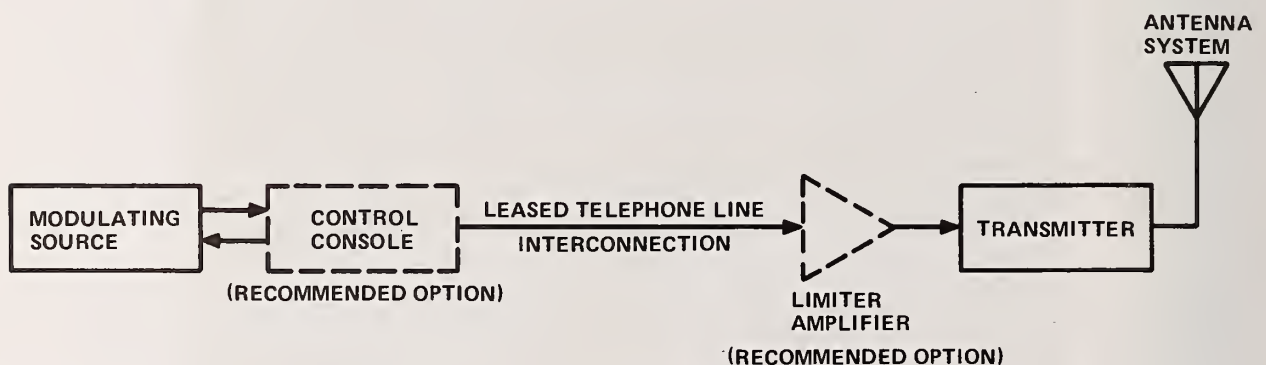 ANTENNA
SYSTEM
MODULATING
SOURCE
CONTROL
CONSOLE
(RECOMMENDED OPTION)
LEASED TELEPHONE LINE
INTERCONNECTION
LIMITER
AMPLIFIER
(RECOMMENDED OPTION)
TRANSMITTER